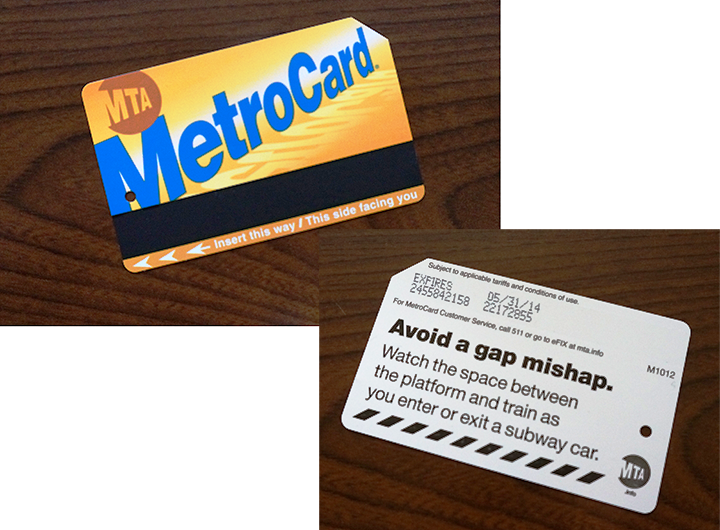 MTA
MetroCard®
Insert this way / This side facing you
Subject to applicable tariffs and conditions of use.
EXPIRES 05/31/14
2455842158 22172855
For MetroCard Customer Service, call 511 or go to eFIX at mta.info
M1012
Avoid a gap mishap.
Watch the space between
the platform and train as
you enter or exit a subway car.
MTA
.info